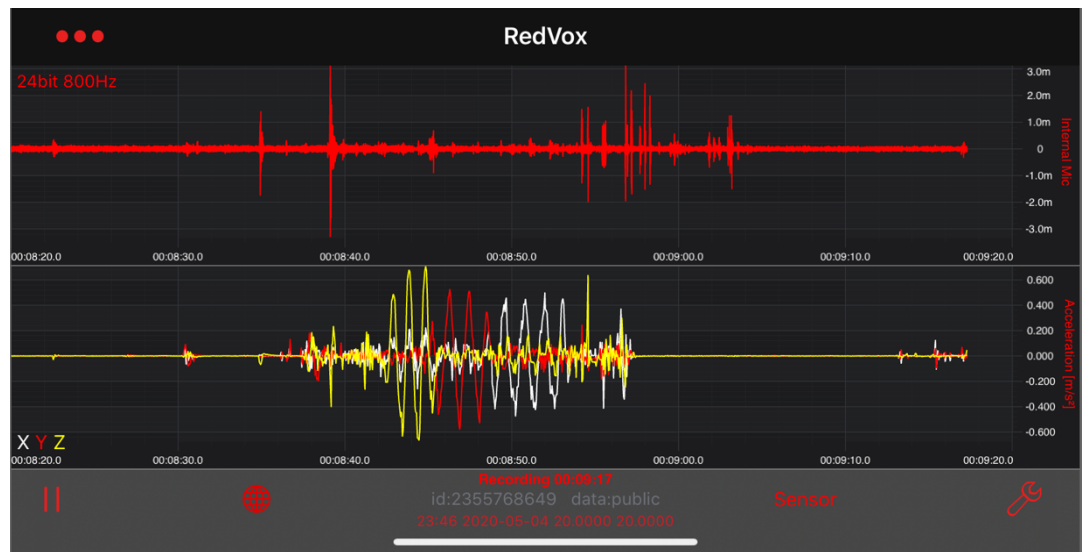 RedVox
24bit 800Hz
3.0m
2.0m
1.0m
0
-1.0m
-2.0m
-3.0m
Internal Mic
00:08:20.0 00:08:30.0 00:08:40.0 00:08:50.0 00:09:00.0 00:09:10.0 00:09:20.0
0.600
0.400
0.200
0.000
-0.200
-0.400
-0.600
Acceleration [m/s²]
X Y Z
00:08:20.0 00:08:30.0 00:08:40.0 00:08:50.0 00:09:00.0 00:09:10.0 00:09:20.0
Recording 00:09:17
id:2355768649 data:public
Sensor
23:46 2020-06-04 20.0000 20.0000